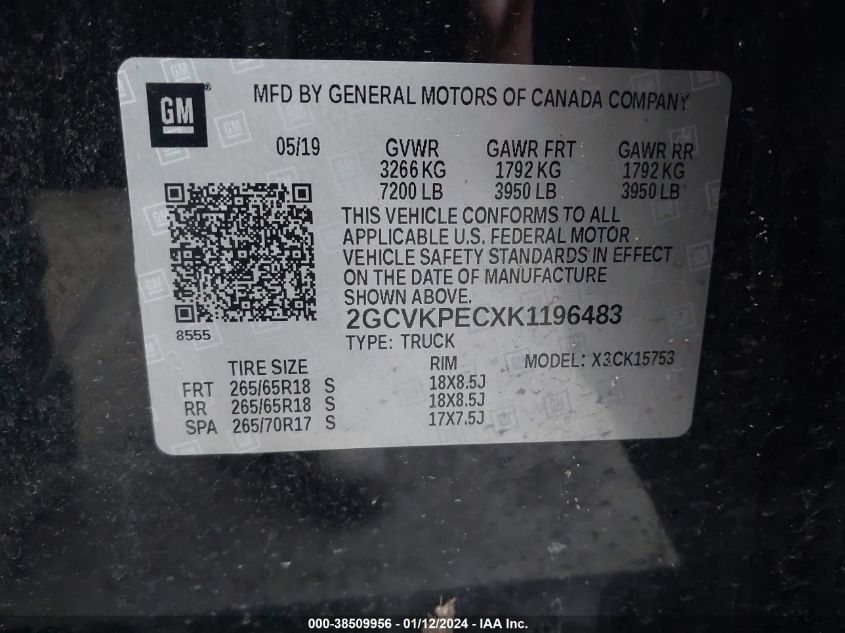 GM
MFD BY GENERAL MOTORS OF CANADA COMPANY
05/19 GVWR GAWR FRT GAWR RR
3266 KG 1792 KG 1792 KG
7200 LB 3950 LB 3950 LB
THIS VEHICLE CONFORMS TO ALL
APPLICABLE U.S. FEDERAL MOTOR
VEHICLE SAFETY STANDARDS IN EFFECT
ON THE DATE OF MANUFACTURE
SHOWN ABOVE.
8555
2GCVKPECXK1196483
TYPE: TRUCK
TIRE SIZE RIM MODEL: X3CK15753
FRT 265/65R18 S 18X8.5J
RR 265/65R18 S 18X8.5J
SPA 265/70R17 S 17X7.5J
000-38509956 - 01/12/2024 - IAA Inc.